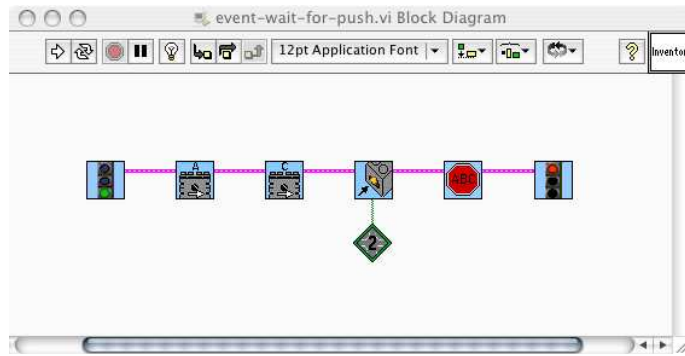 event-wait-for-push.vi Block Diagram
12pt Application Font
?
Inventor
A
C
ABC
2